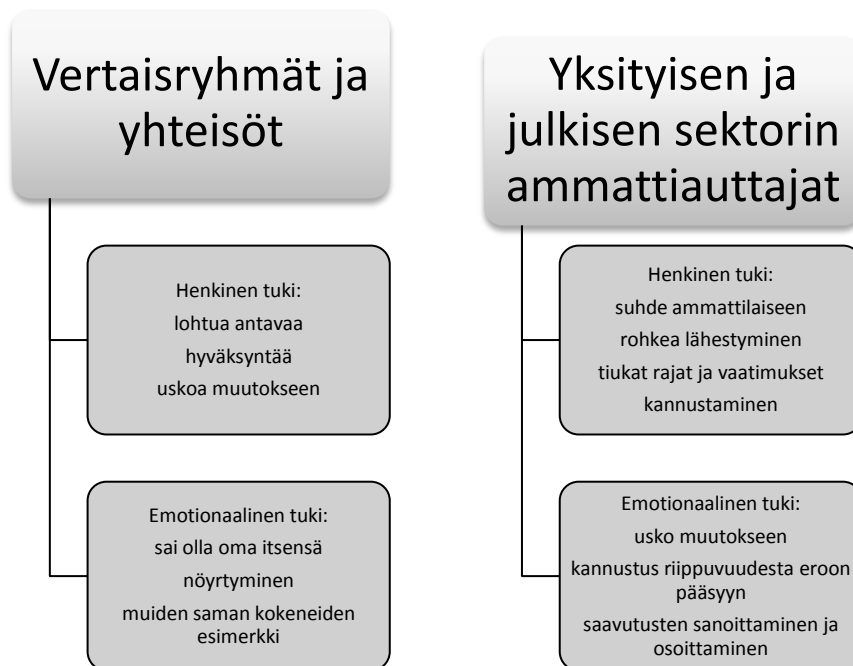 Vertaisryhmät ja
yhteisöt
Henkinen tuki:
lohtua antavaa
hyväksyntää
uskoa muutokseen
Emotionaalinen tuki:
sai olla oma itsensä
nöyrtyminen
muiden saman kokeneiden
esimerkki
Yksityisen ja
julkisen sektorin
ammattiauttajat
Henkinen tuki:
suhde ammattilaiseen
rohkea lähestyminen
tiukat rajat ja vaatimukset
kannustaminen
Emotionaalinen tuki:
usko muutokseen
kannustus riippuvuudesta eroon
pääsyyn
saavutusten sanoittaminen ja
osoittaminen